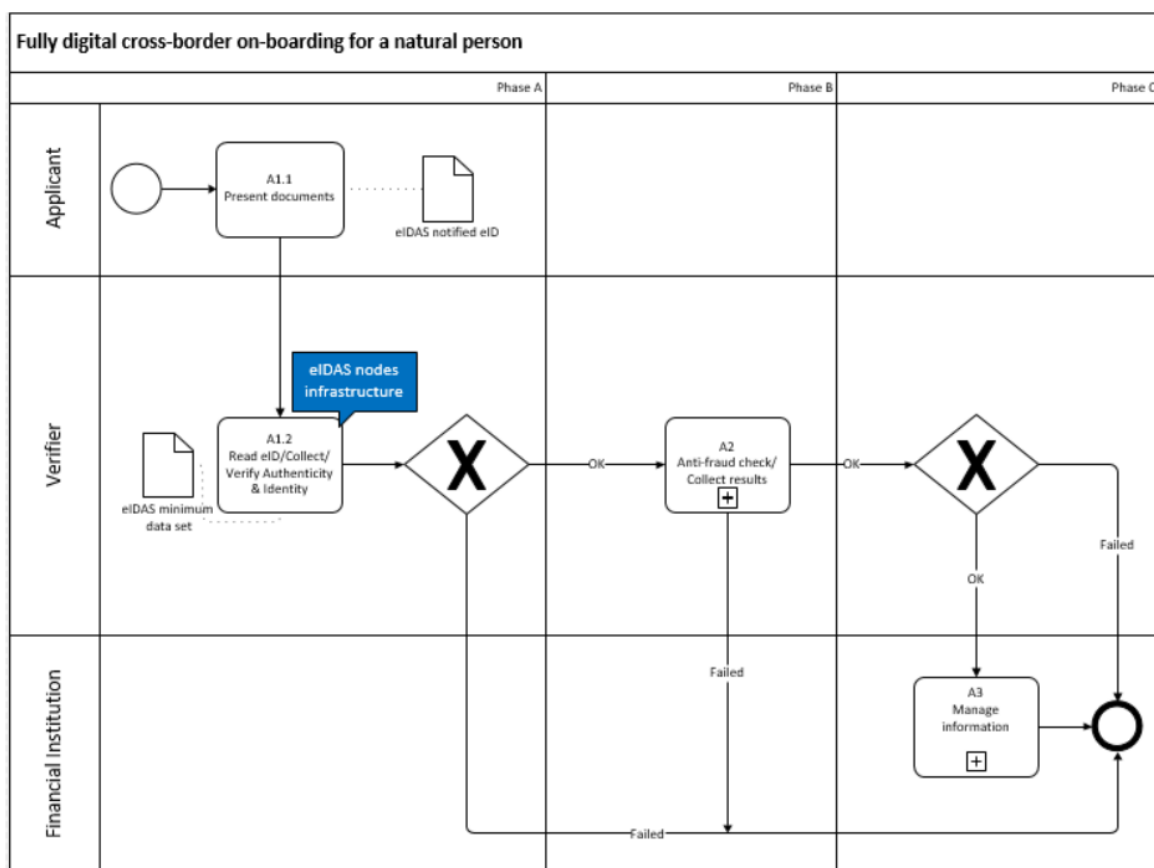 Fully digital cross-border on-boarding for a natural person
Phase A
Phase B
Phase C
Applicant
A1.1
Present documents
eIDAS notified eID
Verifier
eIDAS nodes
infrastructure
A1.2
Read eID/Collect/
Verify Authenticity
& Identity
eIDAS minimum
data set
X
OK
A2
Anti-fraud check/
Collect results
OK
X
Failed
OK
Financial Institution
Failed
A3
Manage
information
Failed